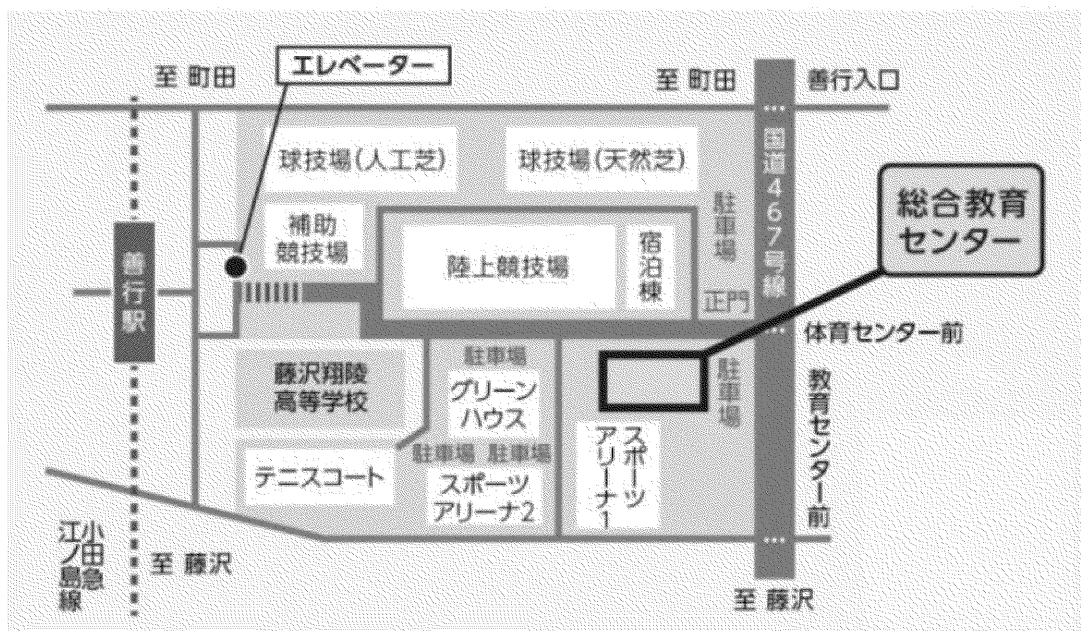 エレベーター
至 町田
至 町田
善行入口
球技場(人工芝)
球技場(天然芝)
国道467号線
総合教育
センター
補助
競技場
陸上競技場
宿泊棟
駐車場
正門
善行駅
体育センター前
藤沢翔陵
高等学校
駐車場
グリーン
ハウス
駐車場
教育センター前
テニスコート
駐車場
駐車場
スポーツ
アリーナ2
スポーツ
アリーナ1
小田急
江ノ島線
至 藤沢
至 藤沢